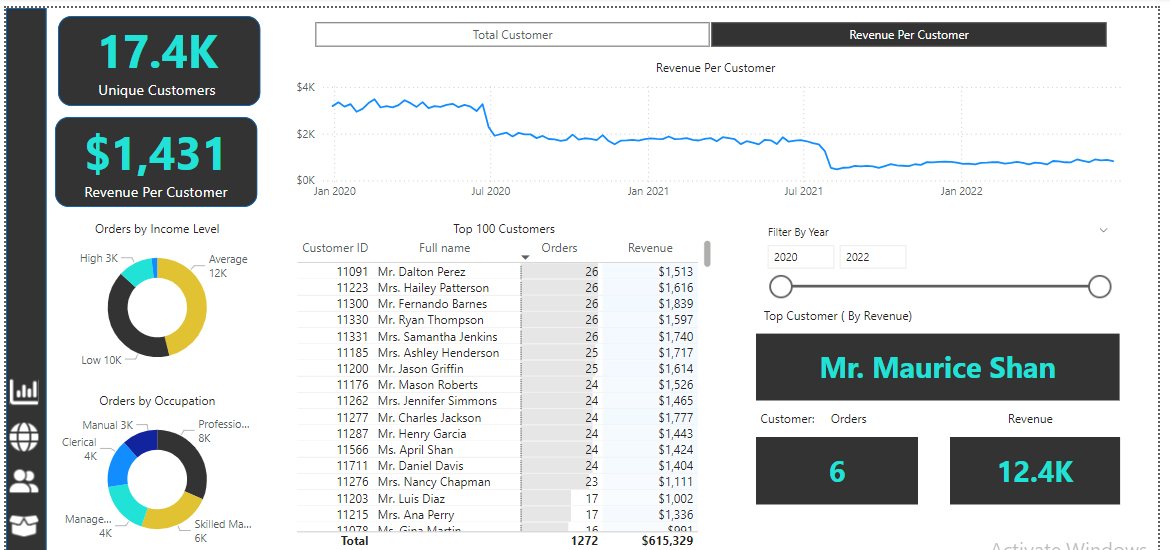 17.4K
Unique Customers
$1,431
Revenue Per Customer
Total Customer
Revenue Per Customer
Revenue Per Customer
$4K
$2K
$0K
Jan 2020
Jul 2020
Jan 2021
Jul 2021
Jan 2022
Orders by Income Level
High 3K
Average
12K
Low 10K
Orders by Occupation
Manual 3K
Professio...
8K
Clerical
4K
Manage...
4K
Skilled Ma...
6K
Top 100 Customers
Customer ID Full name Orders Revenue
11091 Mr. Dalton Perez 26 $1,513
11223 Mrs. Hailey Patterson 26 $1,616
11300 Mr. Fernando Barnes 26 $1,839
11330 Mr. Ryan Thompson 26 $1,597
11331 Mrs. Samantha Jenkins 26 $1,740
11185 Mrs. Ashley Henderson 25 $1,717
11200 Mr. Jason Griffin 25 $1,614
11176 Mr. Mason Roberts 24 $1,526
11262 Mrs. Jennifer Simmons 24 $1,465
11277 Mr. Charles Jackson 24 $1,777
11287 Mr. Henry Garcia 24 $1,443
11566 Ms. April Shan 24 $1,424
11711 Mr. Daniel Davis 24 $1,404
11276 Mrs. Nancy Chapman 23 $1,111
11203 Mr. Luis Diaz 17 $1,002
11215 Mrs. Ana Perry 17 $1,336
11078 Ms. Gina Martin 16 $991
Total 1272 $615,329
Filter By Year
2020 2022
Top Customer ( By Revenue)
Mr. Maurice Shan
Customer: Orders Revenue
6 12.4K
Activate Windows